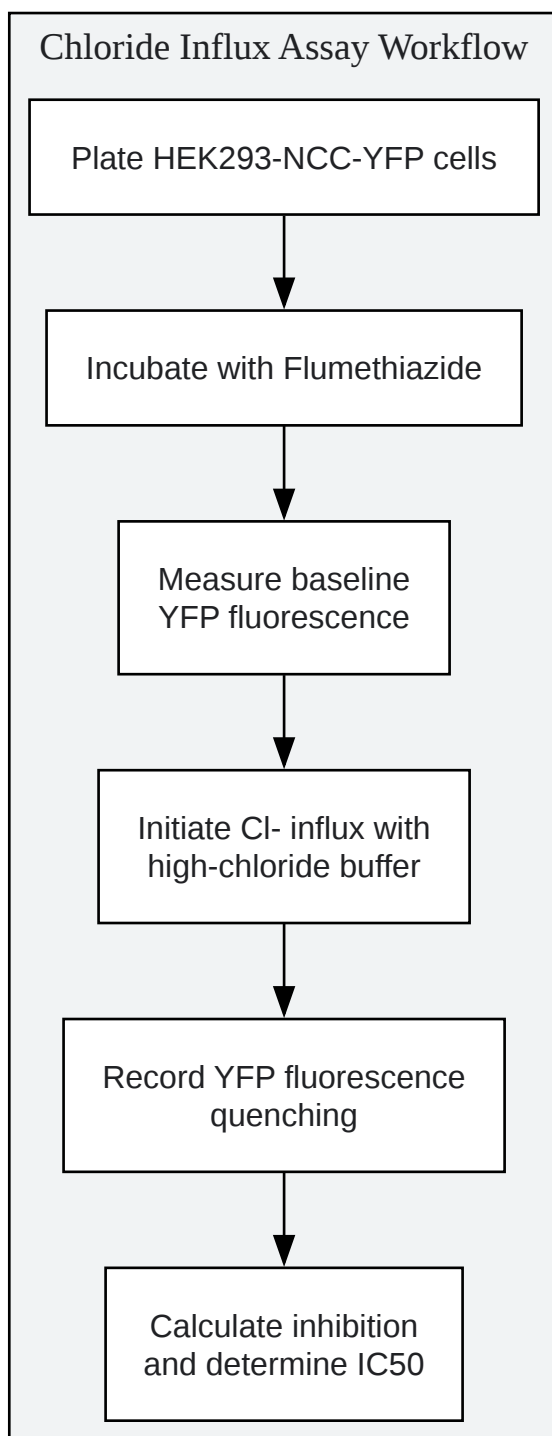 Chloride Influx Assay Workflow
Plate HEK293-NCC-YFP cells
Incubate with Flumethiazide
Measure baseline
YFP fluorescence
Initiate Cl- influx with
high-chloride buffer
Record YFP fluorescence
quenching
Calculate inhibition
and determine IC50